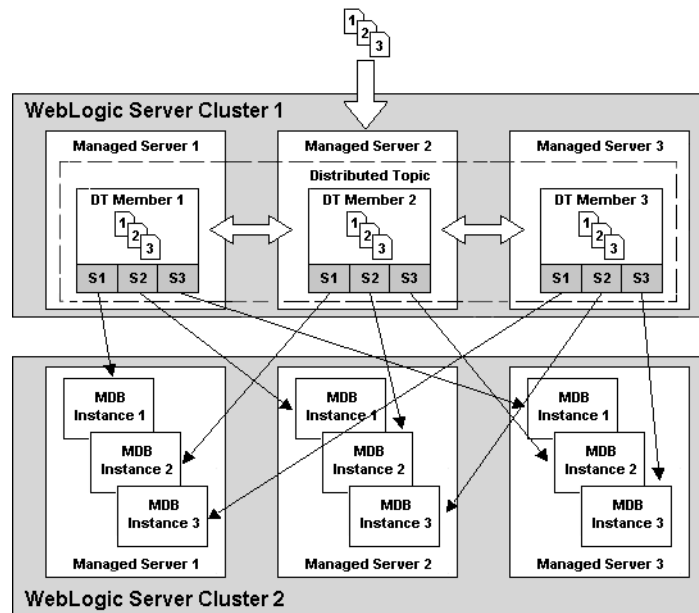 1
2
3
WebLogic Server Cluster 1
Managed Server 1
Managed Server 2
Managed Server 3
Distributed Topic
DT Member 1
DT Member 2
DT Member 3
1
2
3
1
2
3
1
2
3
S1 S2 S3
S1 S2 S3
S1 S2 S3
MDB
Instance 1
MDB
Instance 2
MDB
Instance 3
Managed Server 1
MDB
Instance 1
MDB
Instance 2
MDB
Instance 3
Managed Server 2
MDB
Instance 1
MDB
Instance 2
MDB
Instance 3
Managed Server 3
WebLogic Server Cluster 2